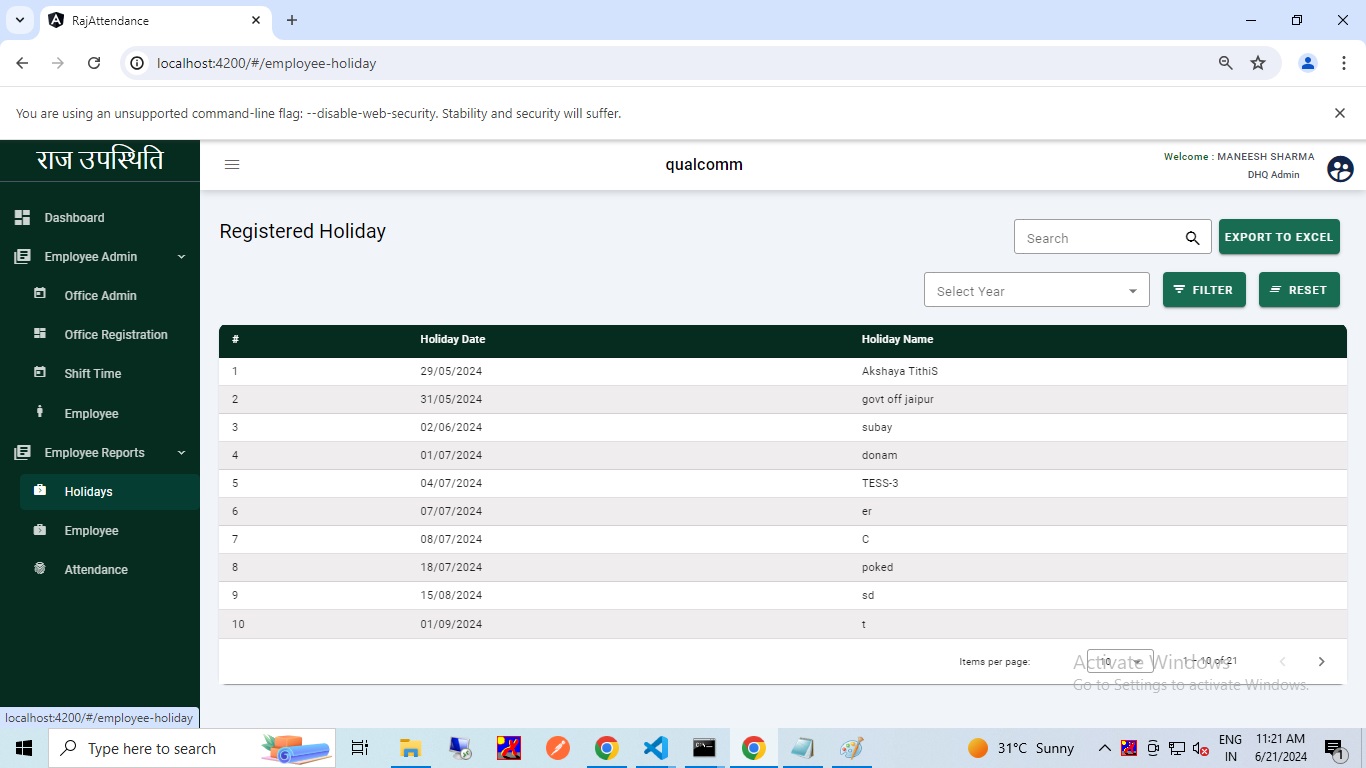 RajAttendance
localhost:4200/#/employee-holiday
You are using an unsupported command-line flag: --disable-web-security. Stability and security will suffer.
राज उपस्थिति
qualcomm
Welcome : MANEESH SHARMA
DHQ Admin
Dashboard
Employee Admin
Office Admin
Office Registration
Shift Time
Employee
Employee Reports
Holidays
Employee
Attendance
Registered Holiday
Search
EXPORT TO EXCEL
Select Year
FILTER
RESET
# Holiday Date Holiday Name
1 29/05/2024 Akshaya TithiS
2 31/05/2024 govt off jaipur
3 02/06/2024 subay
4 01/07/2024 donam
5 04/07/2024 TESS-3
6 07/07/2024 er
7 08/07/2024 C
8 18/07/2024 poked
9 15/08/2024 sd
10 01/09/2024 t
Items per page: 10 1 – 10 of 21
Activate Windows
Go to Settings to activate Windows.
localhost:4200/#/employee-holiday
Type here to search
31°C Sunny
ENG
IN
11:21 AM
6/21/2024
1